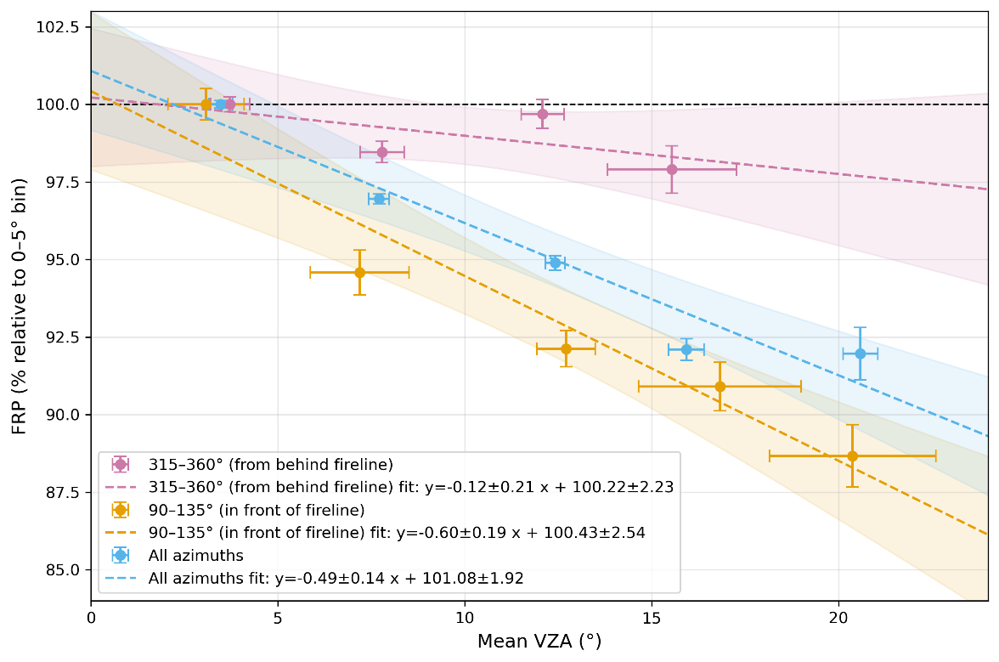 102.5
100.0
97.5
95.0
92.5
90.0
87.5
85.0
FRP (% relative to 0–5° bin)
315–360° (from behind fireline)
315–360° (from behind fireline) fit: y=-0.12±0.21 x + 100.22±2.23
90–135° (in front of fireline)
90–135° (in front of fireline) fit: y=-0.60±0.19 x + 100.43±2.54
All azimuths
All azimuths fit: y=-0.49±0.14 x + 101.08±1.92
0 5 10 15 20
Mean VZA (°)